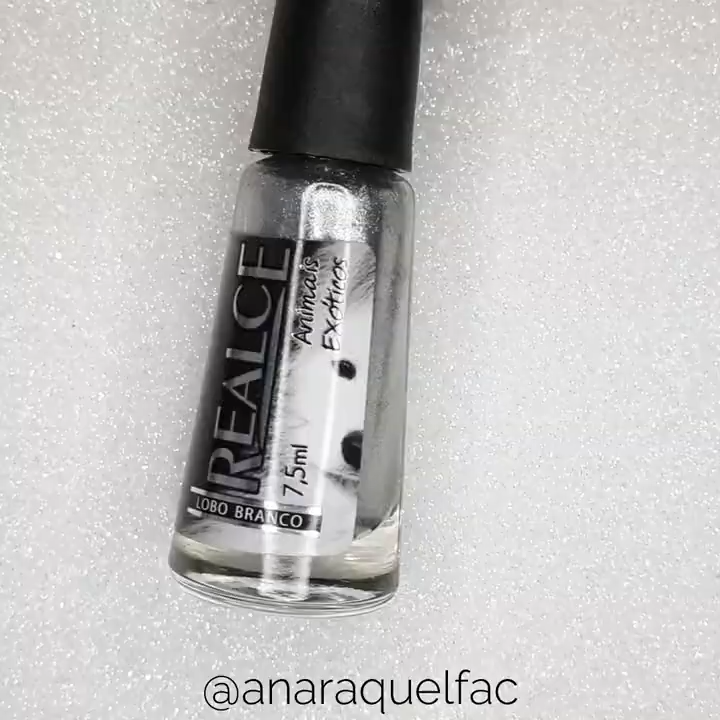 REALCE
Animais
Exóticos
7,5ml
LOBO BRANCO
@anaraquelfac